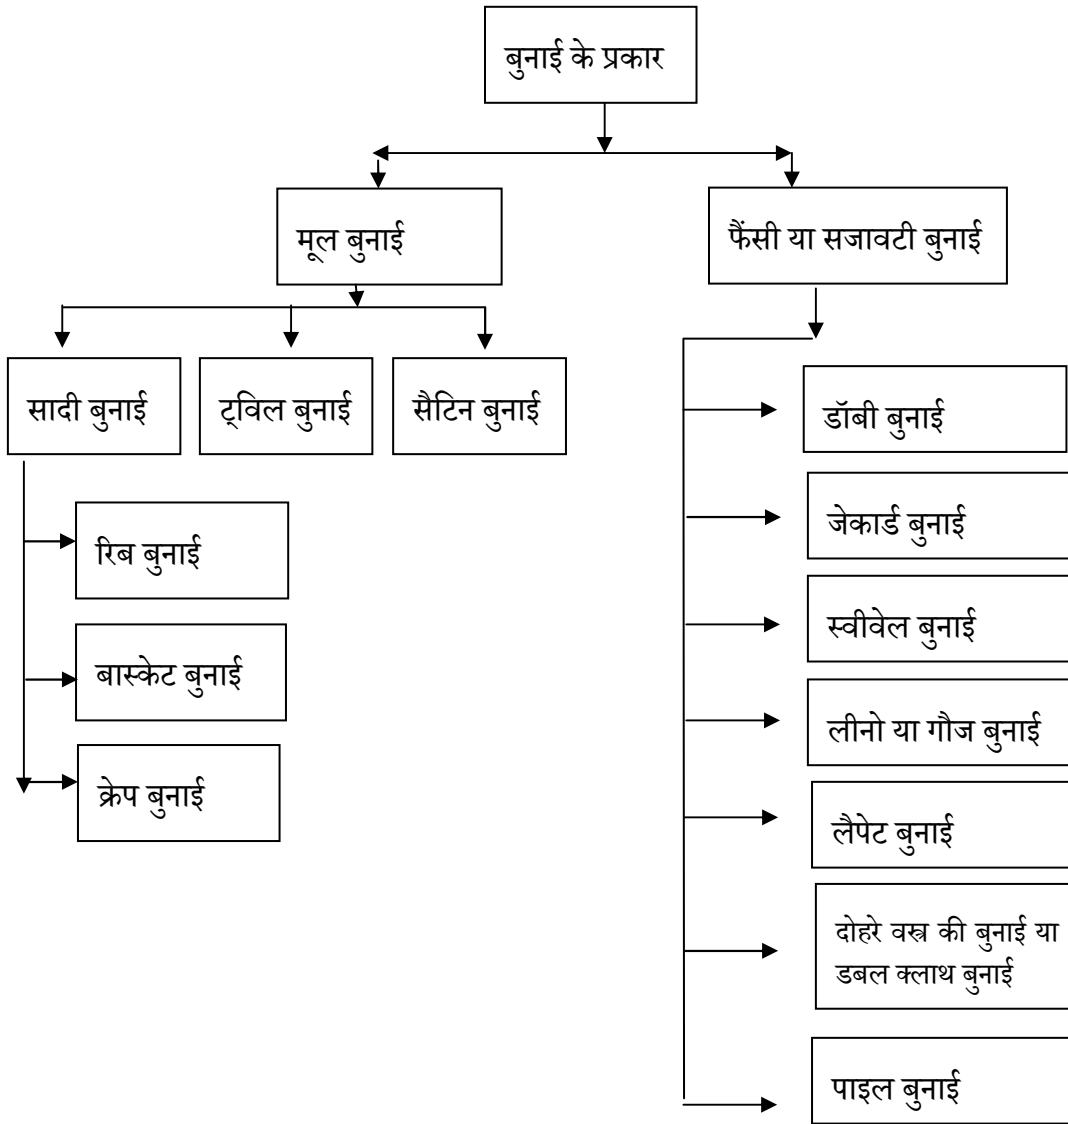 बुनाई के प्रकार
मूल बुनाई
फैंसी या सजावटी बुनाई
सादी बुनाई
ट्विल बुनाई
सैटिन बुनाई
रिब बुनाई
बास्केट बुनाई
क्रेप बुनाई
डॉबी बुनाई
जेकार्ड बुनाई
स्वीवेल बुनाई
लीनो या गौज बुनाई
लैपेट बुनाई
दोहरे वस्त्र की बुनाई या
डबल क्लाथ बुनाई
पाइल बुनाई